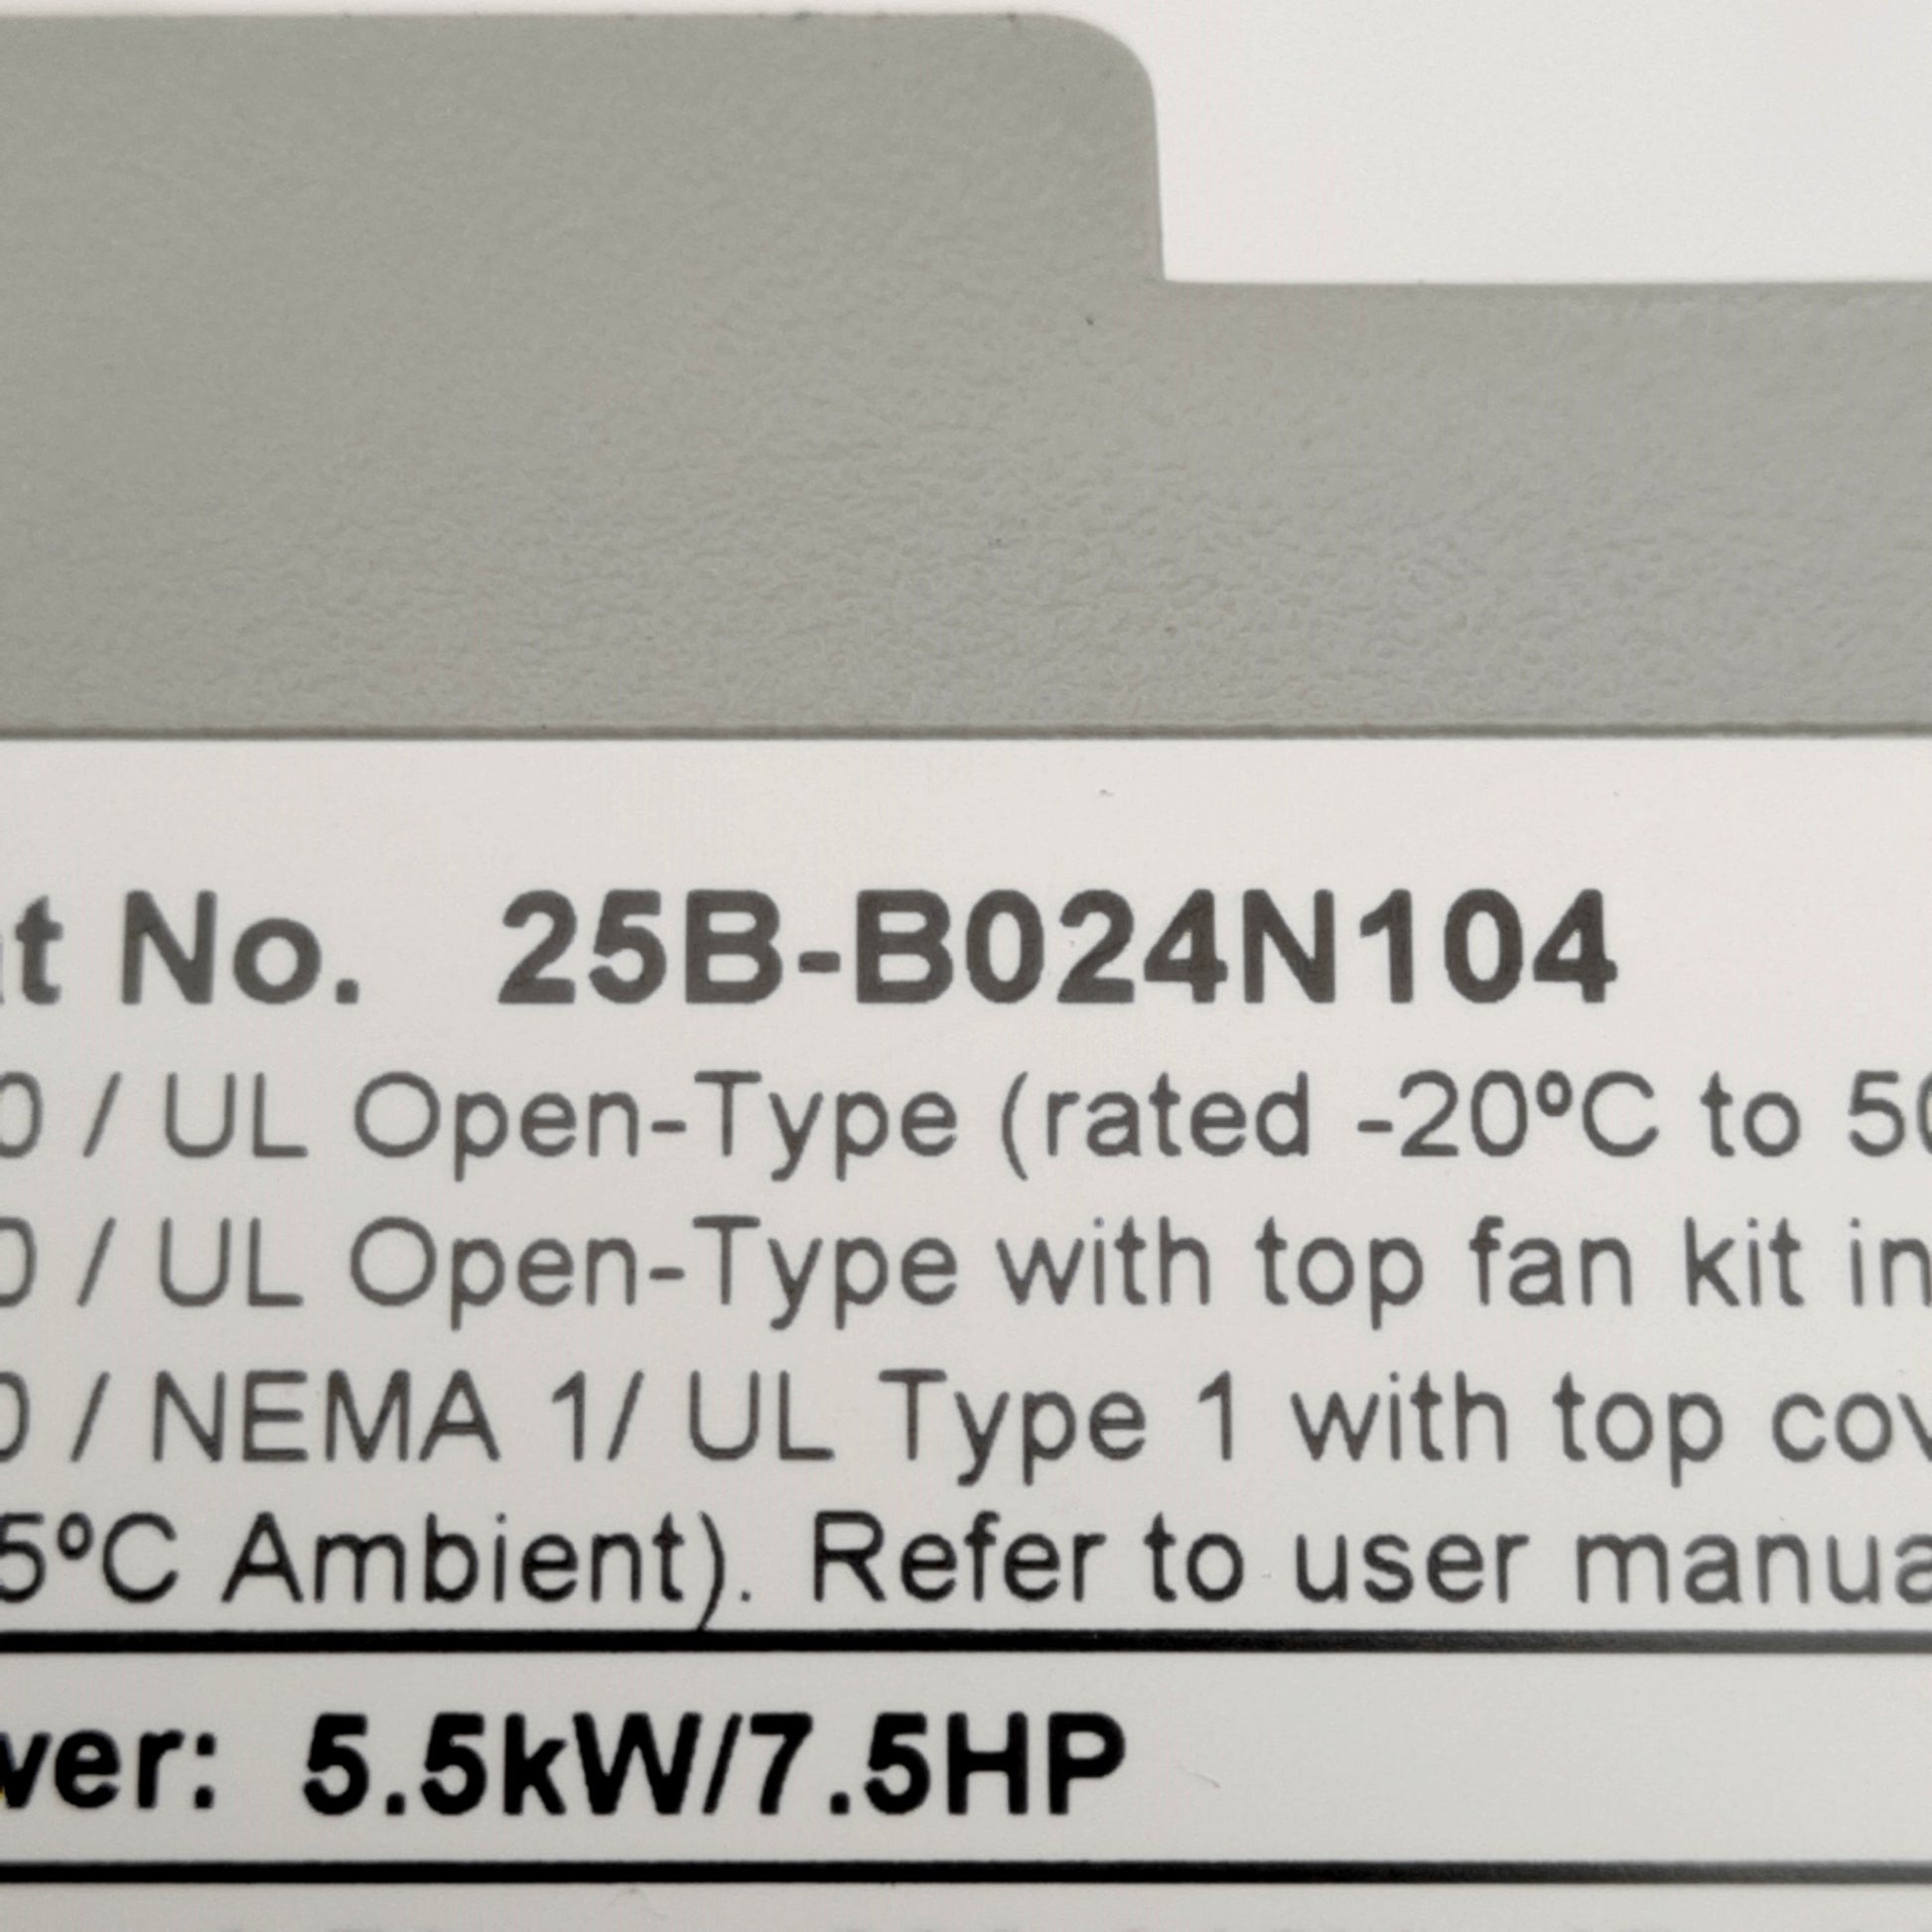 at No. 25B-B024N104
0 / UL Open-Type (rated -20ºC to 50
0 / UL Open-Type with top fan kit in
0 / NEMA 1/ UL Type 1 with top cov
5ºC Ambient). Refer to user manua
wer: 5.5kW/7.5HP